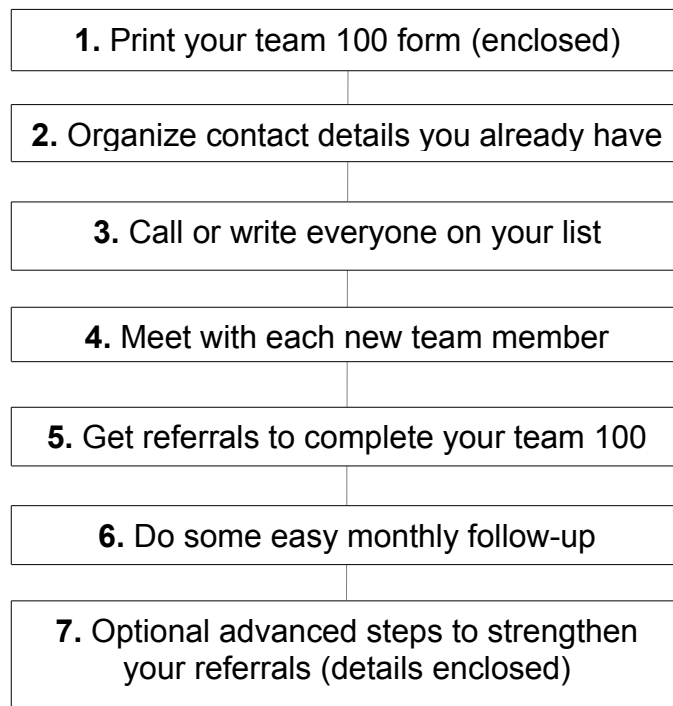 1. Print your team 100 form (enclosed)
2. Organize contact details you already have
3. Call or write everyone on your list
4. Meet with each new team member
5. Get referrals to complete your team 100
6. Do some easy monthly follow-up
7. Optional advanced steps to strengthen
your referrals (details enclosed)